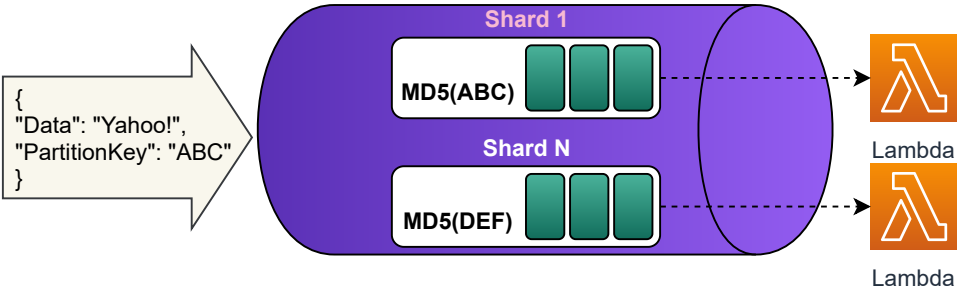 Shard 1
{
"Data": "Yahoo!",
"PartitionKey": "ABC"
}
MD5(ABC)
Lambda
Shard N
MD5(DEF)
Lambda